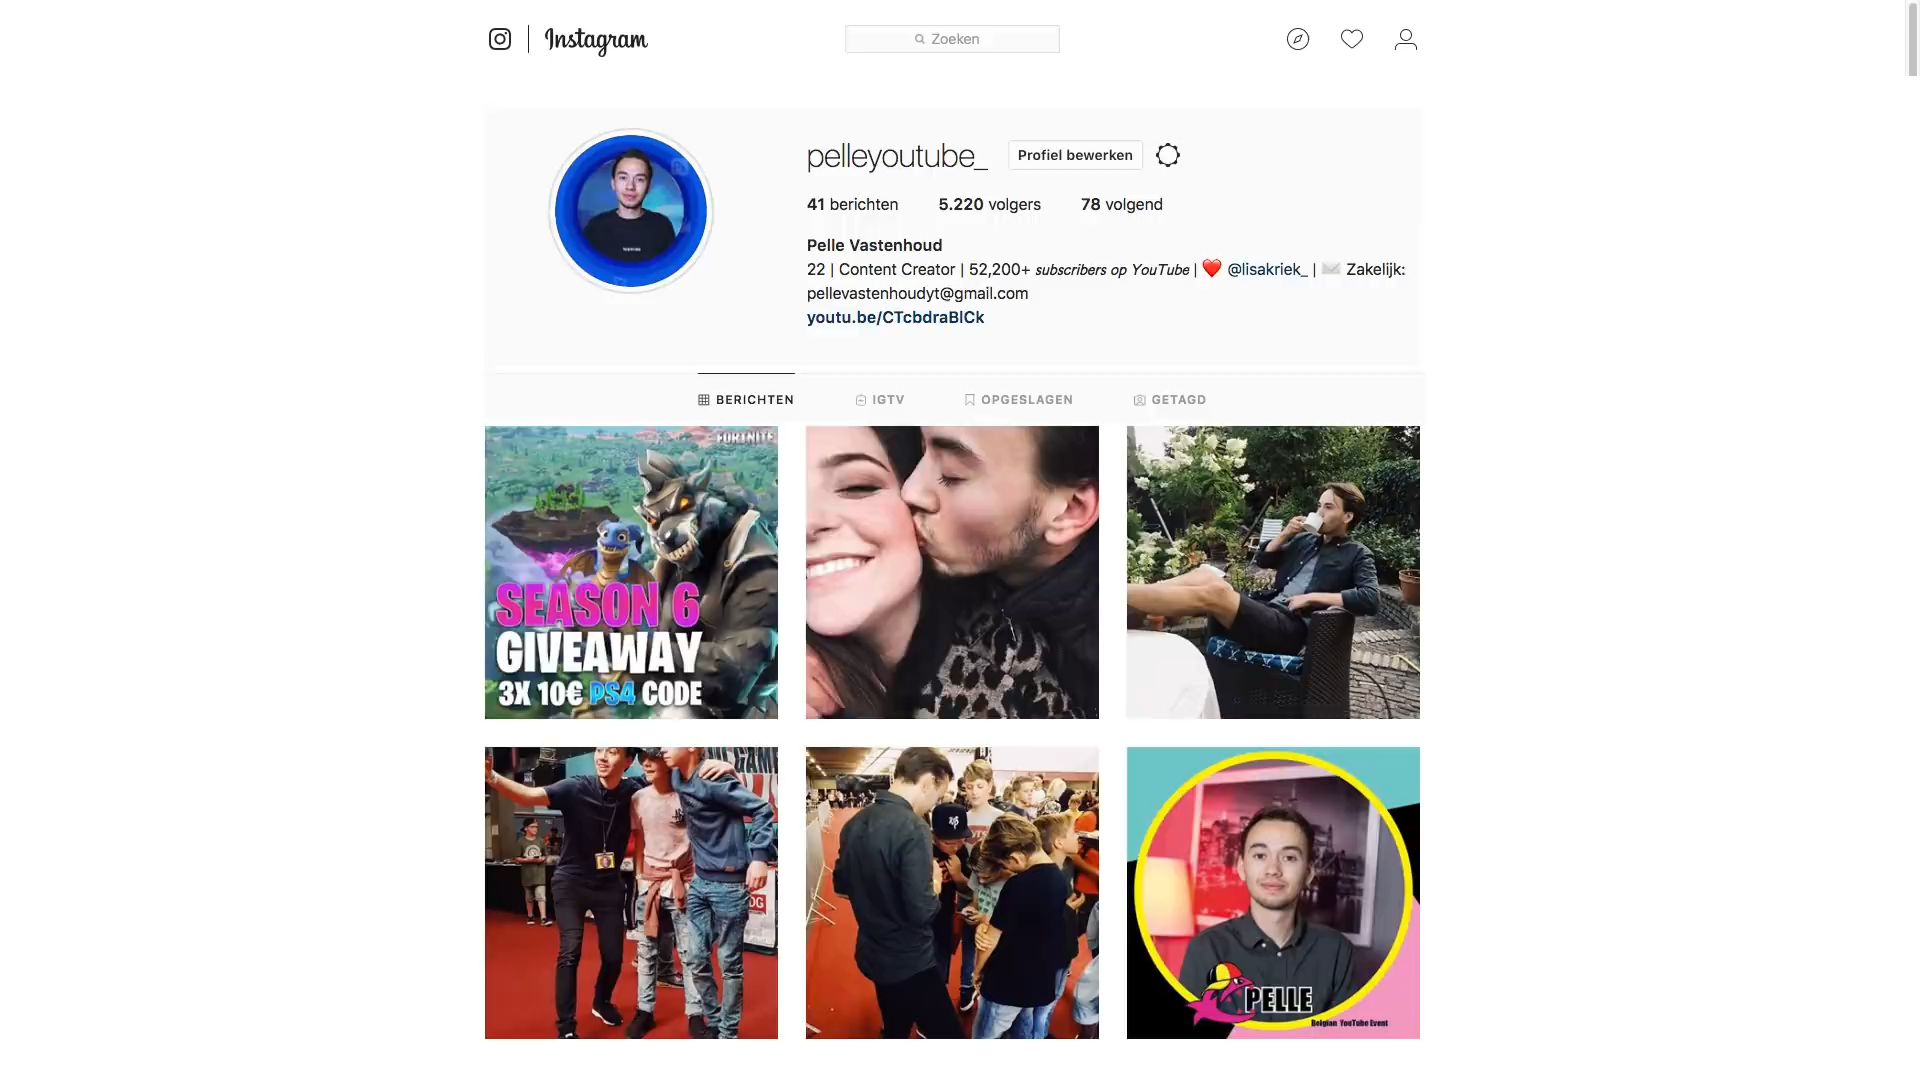 Instagram
Zoeken
pelleyoutube_
Profiel bewerken
41 berichten
5.220 volgers
78 volgend
Pelle Vastenhoud
22 | Content Creator | 52,200+ subscribers op YouTube | ❤️ @lisakriek_ | ✉️ Zakelijk:
pellevastenhoudyt@gmail.com
youtu.be/CTcbdraBlCk
BERICHTEN
IGTV
OPGESLAGEN
GETAGD
FORTNITE
SEASON 6
GIVEAWAY
3X 10€ PS4 CODE
PELLE
Belgian YouTube Event